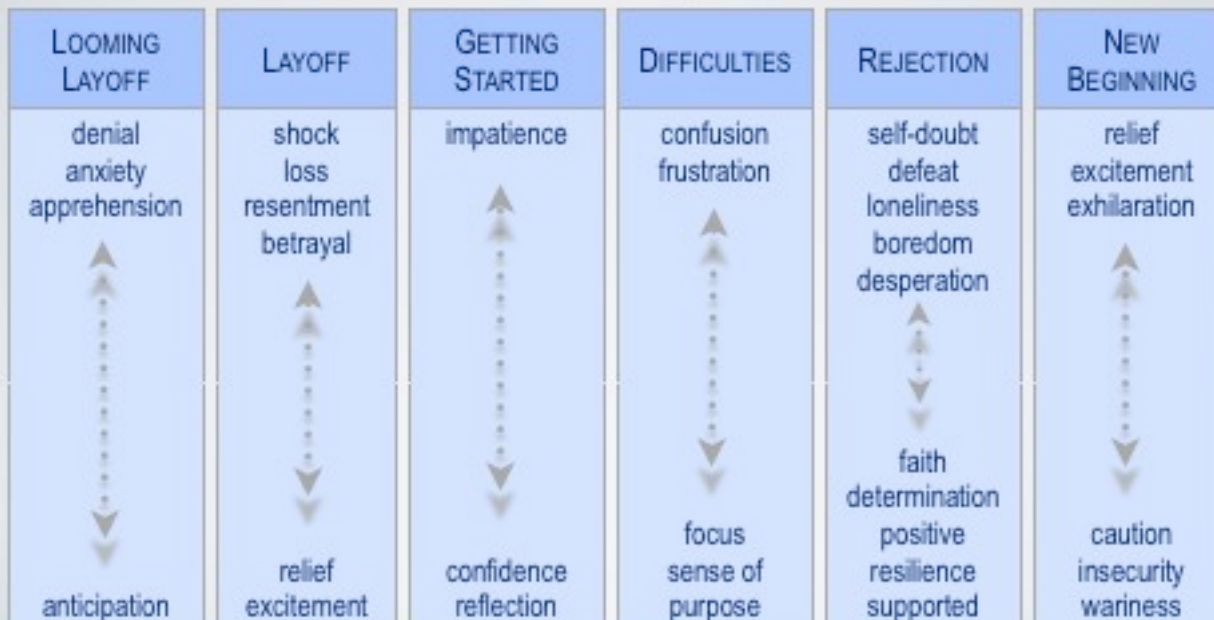 LOOMING
LAYOFF
denial
anxiety
apprehension
anticipation
LAYOFF
shock
loss
resentment
betrayal
relief
excitement
GETTING
STARTED
impatience
confidence
reflection
DIFFICULTIES
confusion
frustration
focus
sense of
purpose
REJECTION
self-doubt
defeat
loneliness
boredom
desperation
faith
determination
positive
resilience
supported
NEW
BEGINNING
relief
excitement
exhilaration
caution
insecurity
wariness